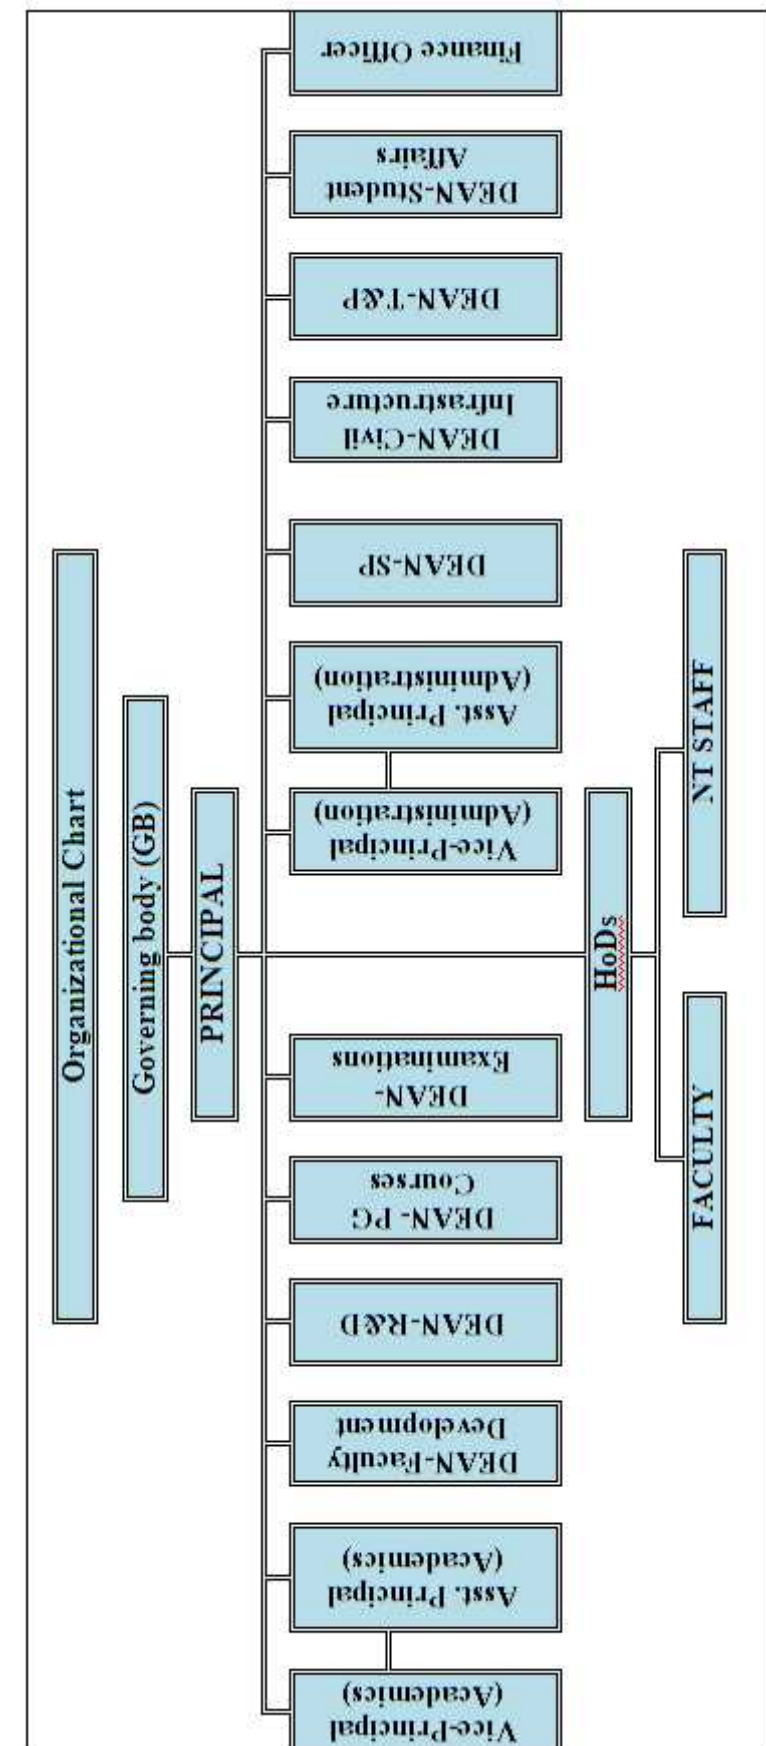 Organizational Chart
Governing body (GB)
PRINCIPAL
Vice-Principal
(Academics)
Asst. Principal
(Academics)
DEAN-Faculty
Development
DEAN-R&D
DEAN- PG
Courses
DEAN-
Examinations
Vice-Principal
(Administration)
Asst. Principal
(Administration)
DEAN-SP
DEAN-Civil
Infrastructure
DEAN-T&P
DEAN-Student
Affairs
Finance Officer
HoDs
FACULTY
NT STAFF